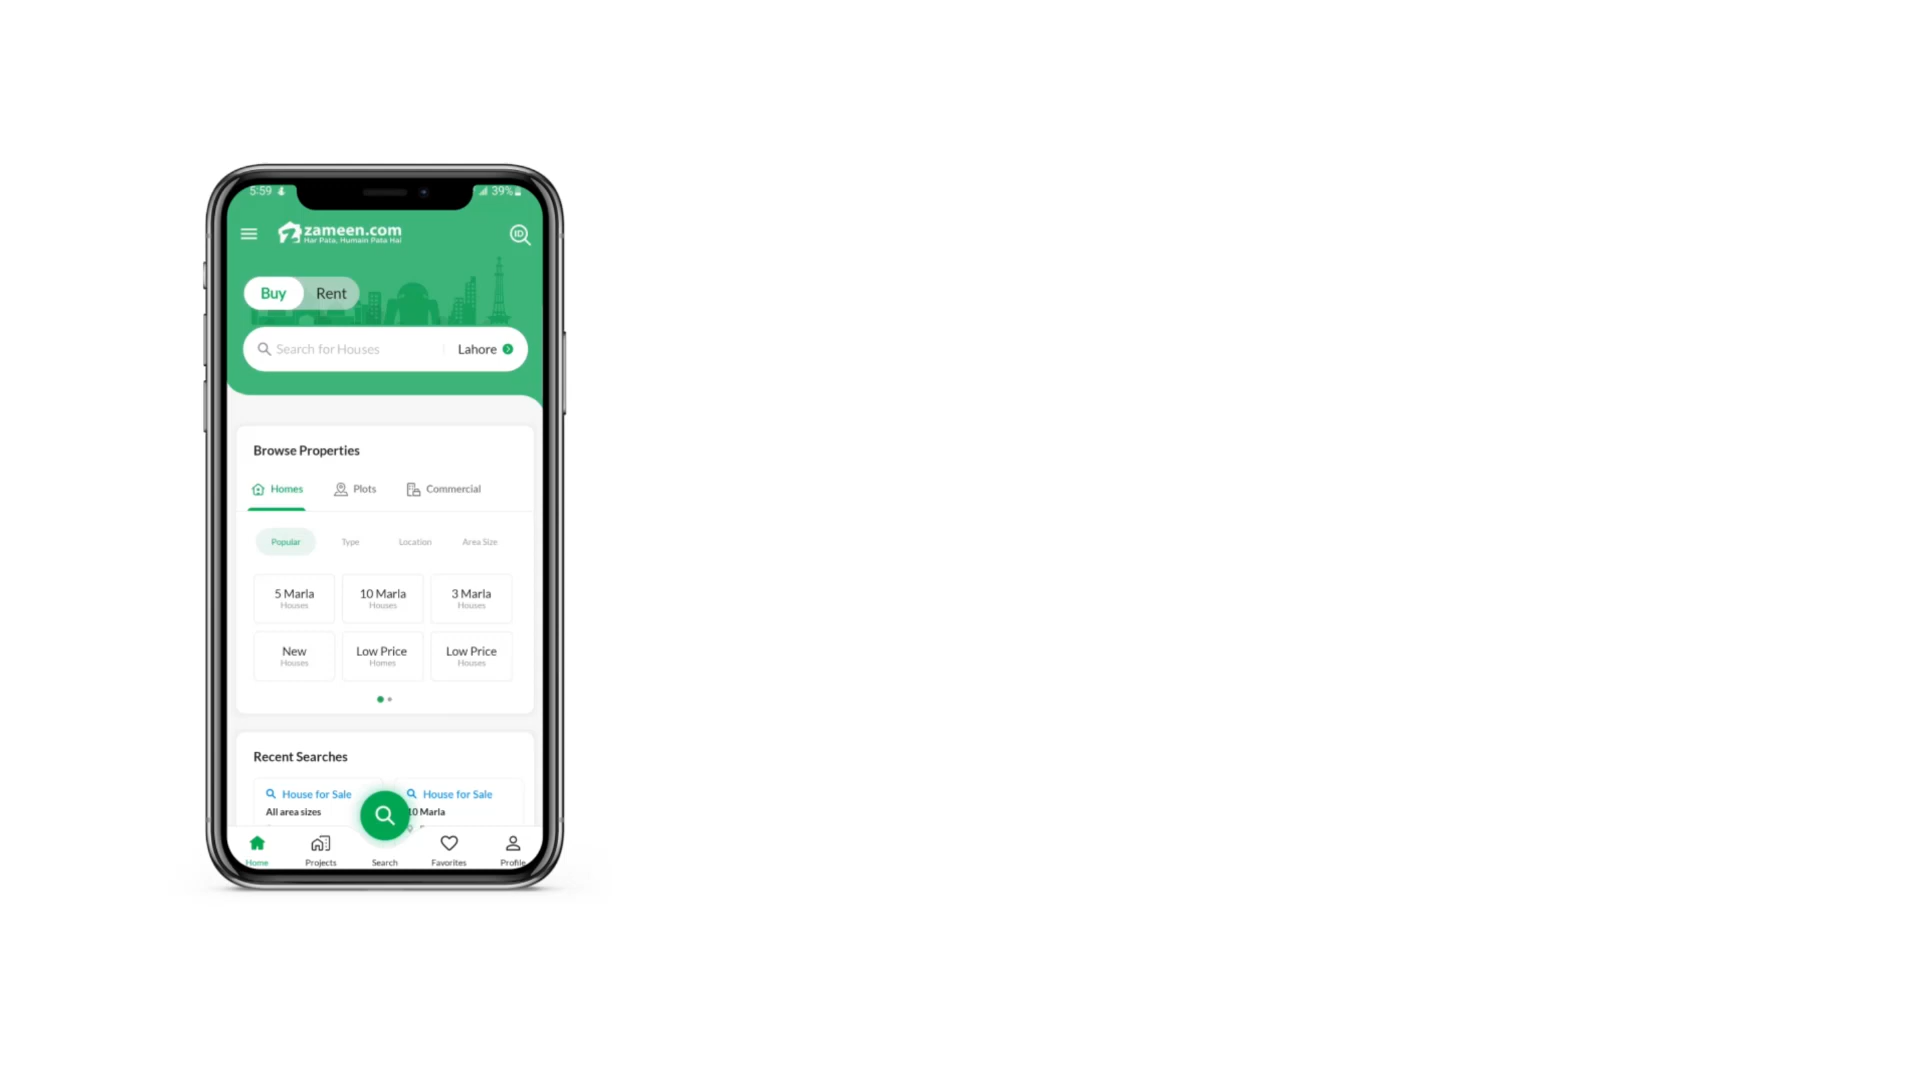 5:59 39%
zameen.com
Har Pata, Humain Pata Hai
ID
Buy Rent
Search for Houses Lahore
Browse Properties
Homes Plots Commercial
Popular Type Location Area Size
5 Marla 10 Marla 3 Marla
Houses Houses Houses
New Low Price Low Price
Houses Homes Houses
Recent Searches
House for Sale House for Sale
All area sizes 10 Marla
Home Projects Search Favorites Profile